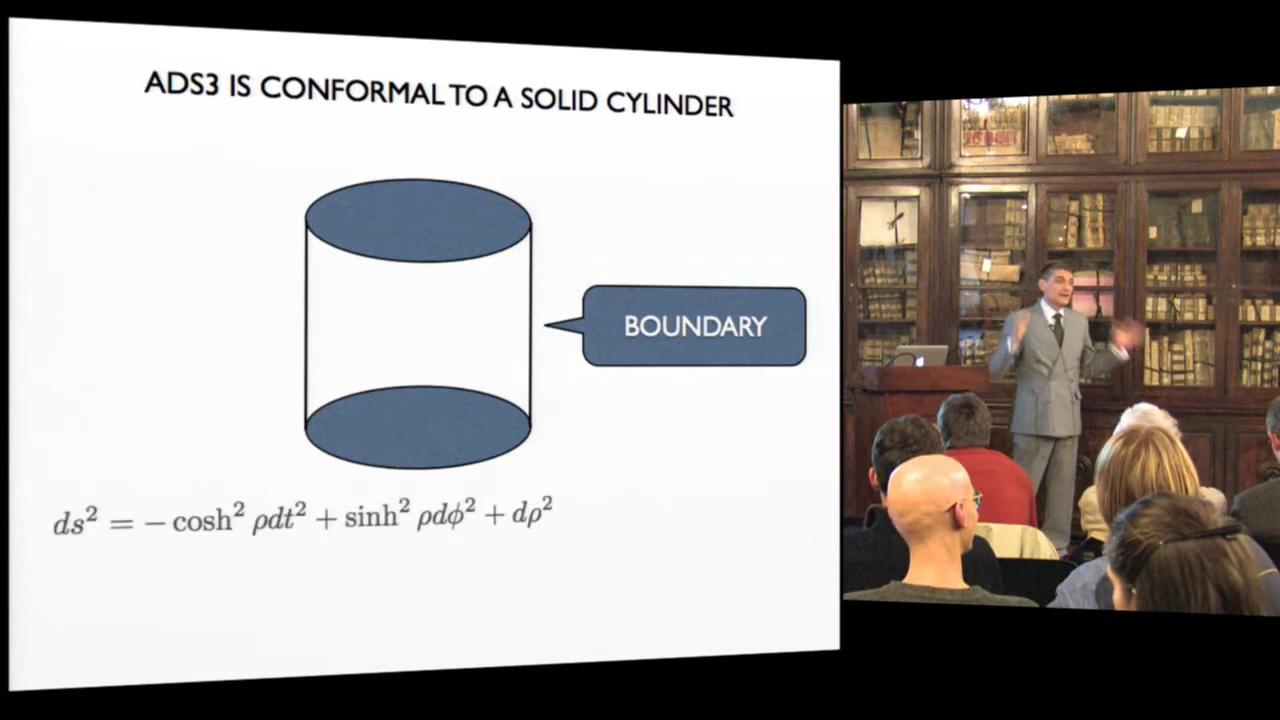 ADS3 IS CONFORMAL TO A SOLID CYLINDER
BOUNDARY
ds² = − cosh² ρdt² + sinh² ρdϕ² + dρ²